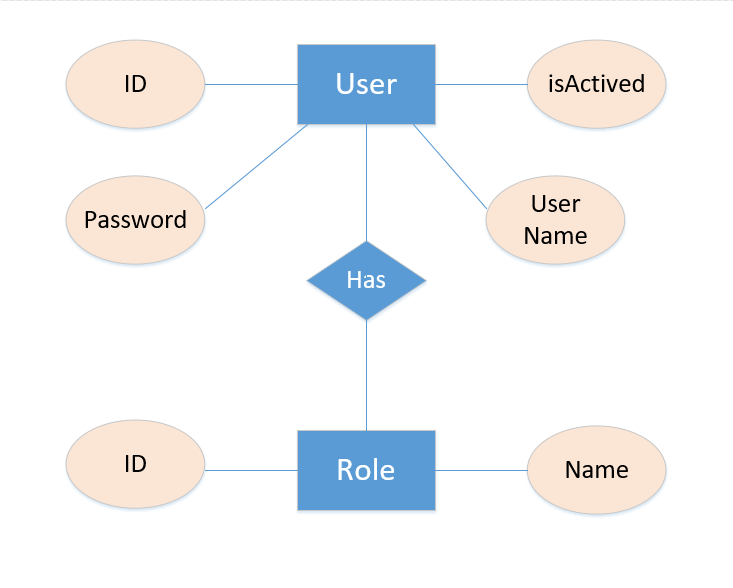 ID
User
isActived
Password
User
Name
Has
ID
Role
Name